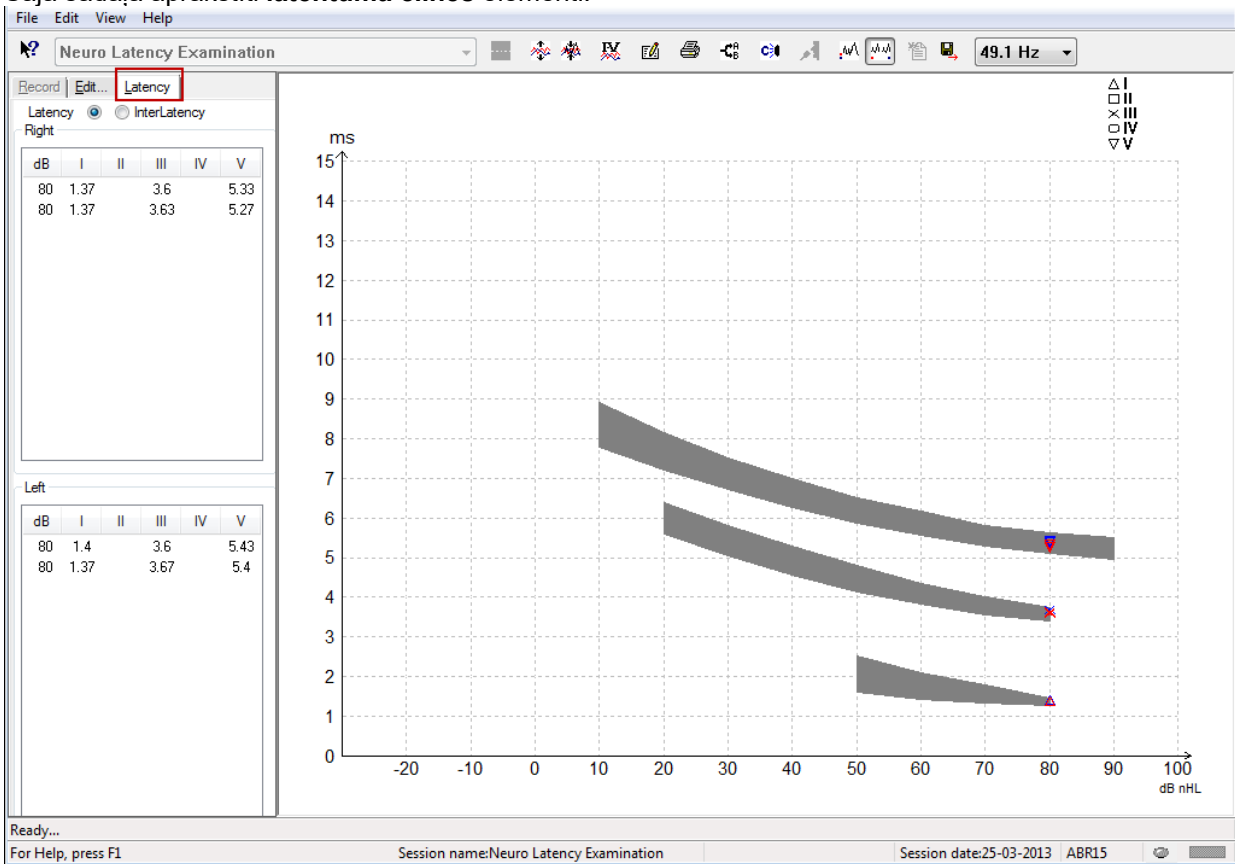 File Edit View Help
Neuro Latency Examination
49.1 Hz
Record Edit... Latency
Latency InterLatency
Right
dB I II III IV V
80 1.37 3.6 5.33
80 1.37 3.63 5.27
Left
dB I II III IV V
80 1.4 3.6 5.43
80 1.37 3.67 5.4
I
II
III
IV
V
ms
15
14
13
12
11
10
9
8
7
6
5
4
3
2
1
0
-20 -10 0 10 20 30 40 50 60 70 80 90 100
dB nHL
Ready...
For Help, press F1 Session name:Neuro Latency Examination Session date:25-03-2013 ABR15